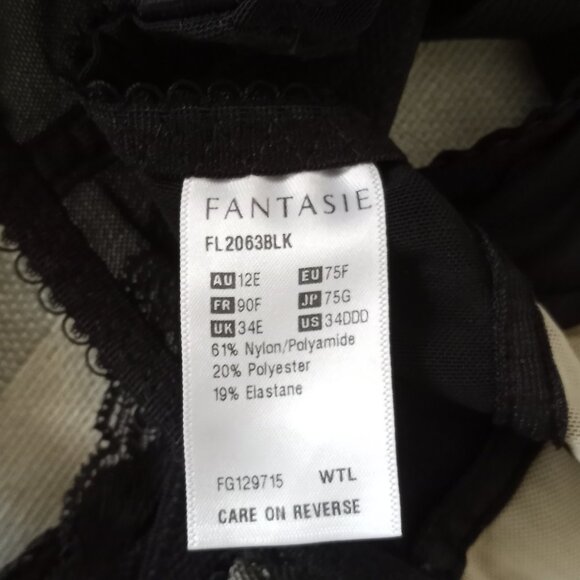 FANTASIE
FL2063BLK
AU 12E EU 75F
FR 90F JP 75G
UK 34E US 34DDD
61% Nylon/Polyamide
20% Polyester
19% Elastane
FG129715 WTL
CARE ON REVERSE